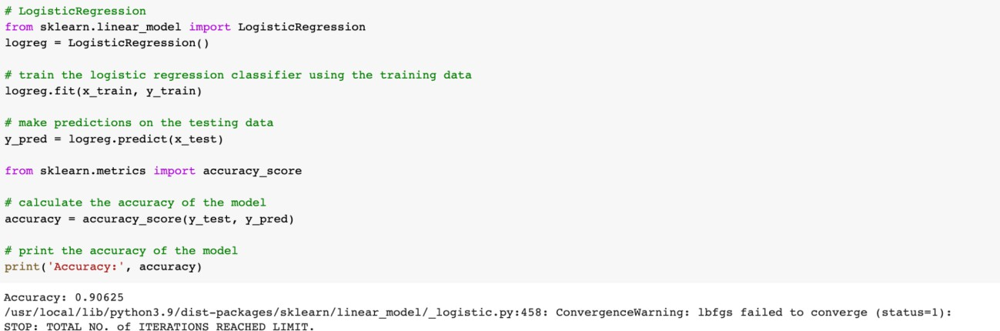 # LogisticRegression
from sklearn.linear_model import LogisticRegression
logreg = LogisticRegression()
# train the logistic regression classifier using the training data
logreg.fit(x_train, y_train)
# make predictions on the testing data
y_pred = logreg.predict(x_test)
from sklearn.metrics import accuracy_score
# calculate the accuracy of the model
accuracy = accuracy_score(y_test, y_pred)
# print the accuracy of the model
print('Accuracy:', accuracy)
Accuracy: 0.90625
/usr/local/lib/python3.9/dist-packages/sklearn/linear_model/_logistic.py:458: ConvergenceWarning: lbfgs failed to converge (status=1):
STOP: TOTAL NO. of ITERATIONS REACHED LIMIT.